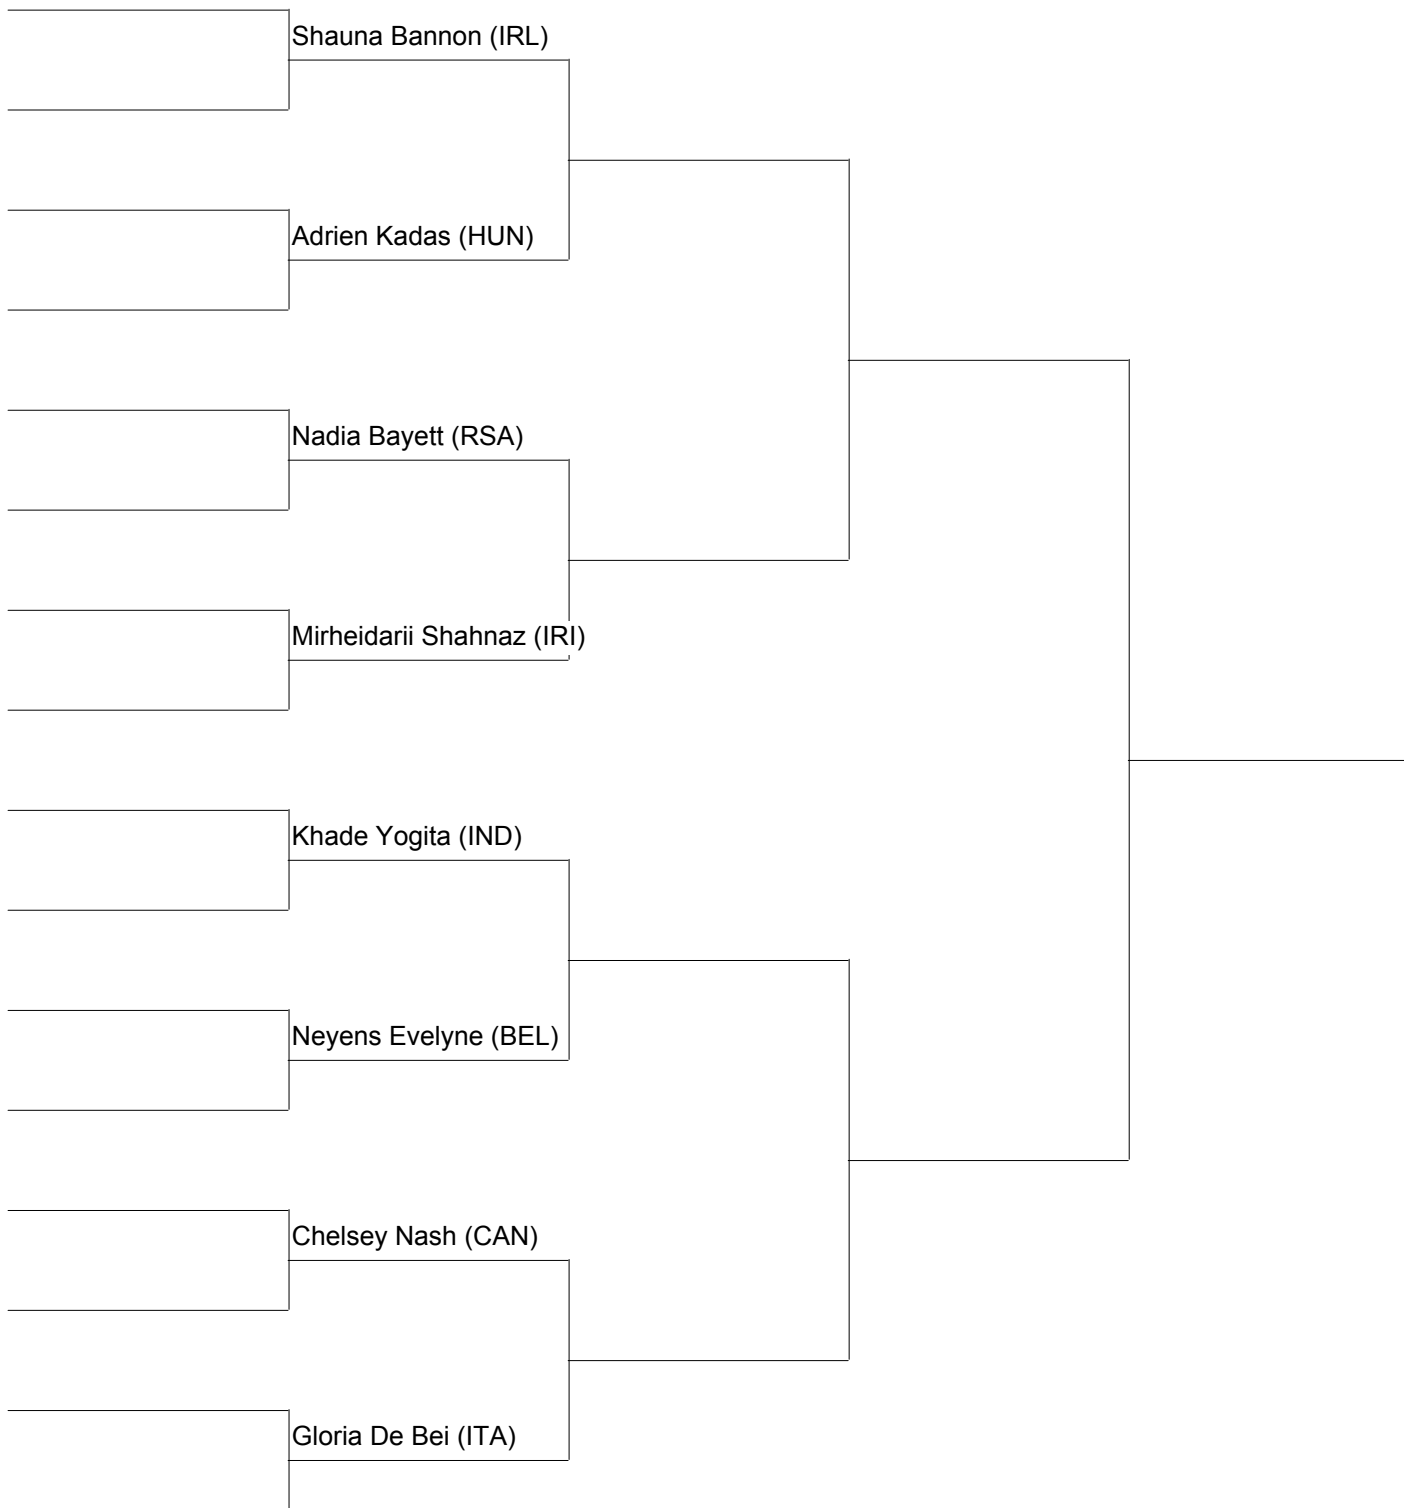 Shauna Bannon (IRL)
Adrien Kadas (HUN)
Nadia Bayett (RSA)
Mirheidarii Shahnaz (IRI)
Khade Yogita (IND)
Neyens Evelyne (BEL)
Chelsey Nash (CAN)
Gloria De Bei (ITA)